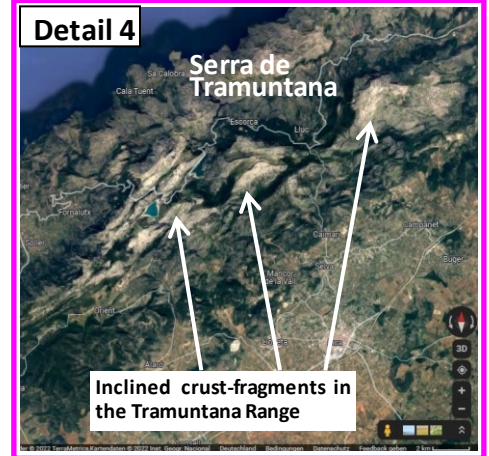 Detail 4
Serra de
Tramuntana
Sa Calobra
Cala Tuent
Escorca
Lluc
Fornalutx
Sóller
Campanet
Caimari
Búger
Selva
Mancor
de la Vall
Orient
Alaró
Inclined crust-fragments in
the Tramuntana Range
3D
2022 TerraMetrics Kartendaten © 2022 Inst. Geogr. Nacional Deutschland Bedingungen Datenschutz Feedback geben 2 km